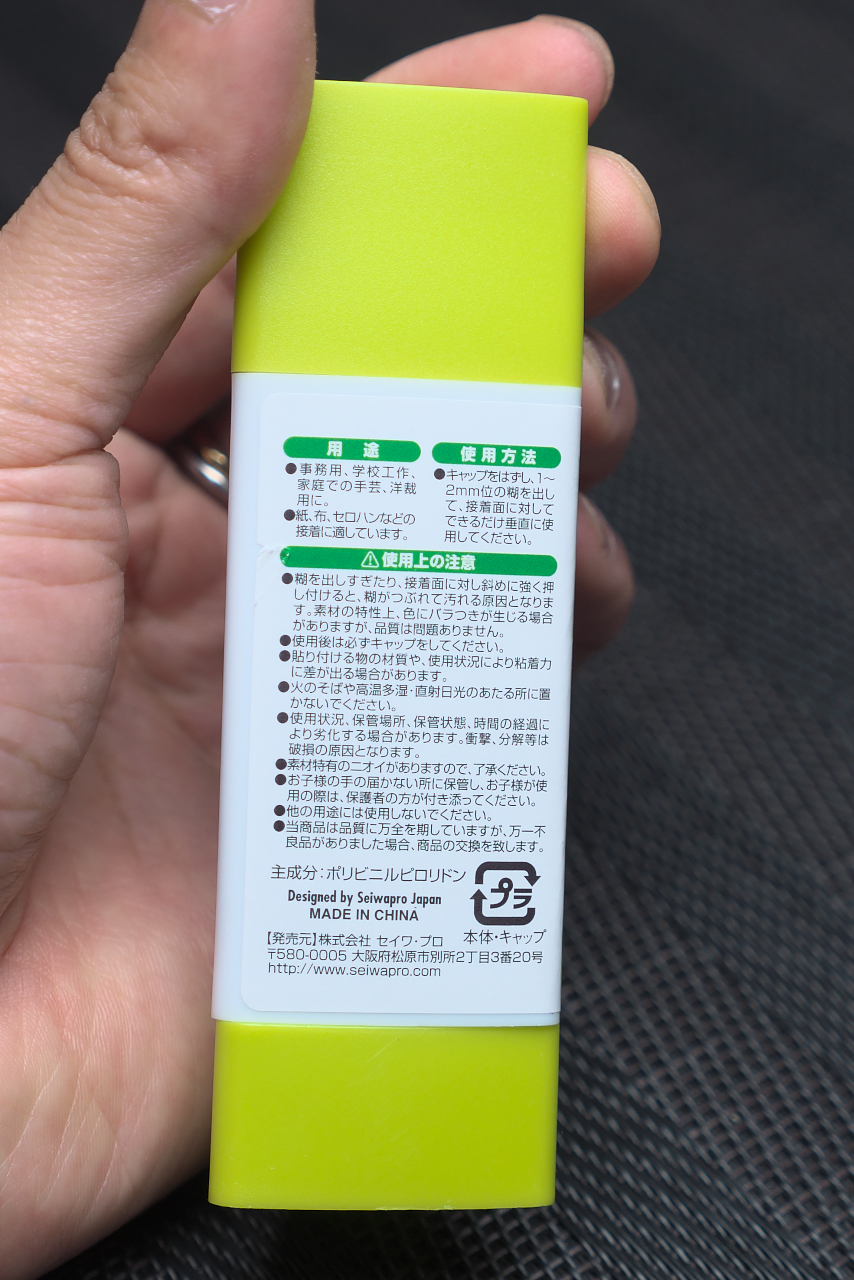 用途
●事務用、学校工作、
家庭での手芸、洋裁
用に。
●紙、布、セロハンなどの
接着に適しています。
使用方法
●キャップをはずし、1〜
2mm位の糊を出し
て、接着面に対して
できるだけ垂直に使
用してください。
⚠使用上の注意
●糊を出しすぎたり、接着面に対し斜めに強く押
し付けると、糊がつぶれて汚れる原因となりま
す。素材の特性上、色にバラつきが生じる場合
がありますが、品質は問題ありません。
●使用後は必ずキャップをしてください。
●貼り付ける物の材質や、使用状況により粘着力
に差が出る場合があります。
●火のそばや高温多湿・直射日光のあたる所に置
かないでください。
●使用状況、保管場所、保管状態、時間の経過に
より劣化する場合があります。衝撃、分解等は
破損の原因となります。
●素材特有のニオイがありますので、了承ください。
●お子様の手の届かない所に保管し、お子様が使
用の際は、保護者の方が付き添ってください。
●他の用途には使用しないでください。
●当商品は品質に万全を期していますが、万一不
良品がありました場合、商品の交換を致します。
主成分：ポリビニルピロリドン
Designed by Seiwapro Japan
MADE IN CHINA
プラ
本体・キャップ
【発売元】株式会社 セイワ・プロ
〒580-0005 大阪府松原市別所2丁目3番20号
http://www.seiwapro.com